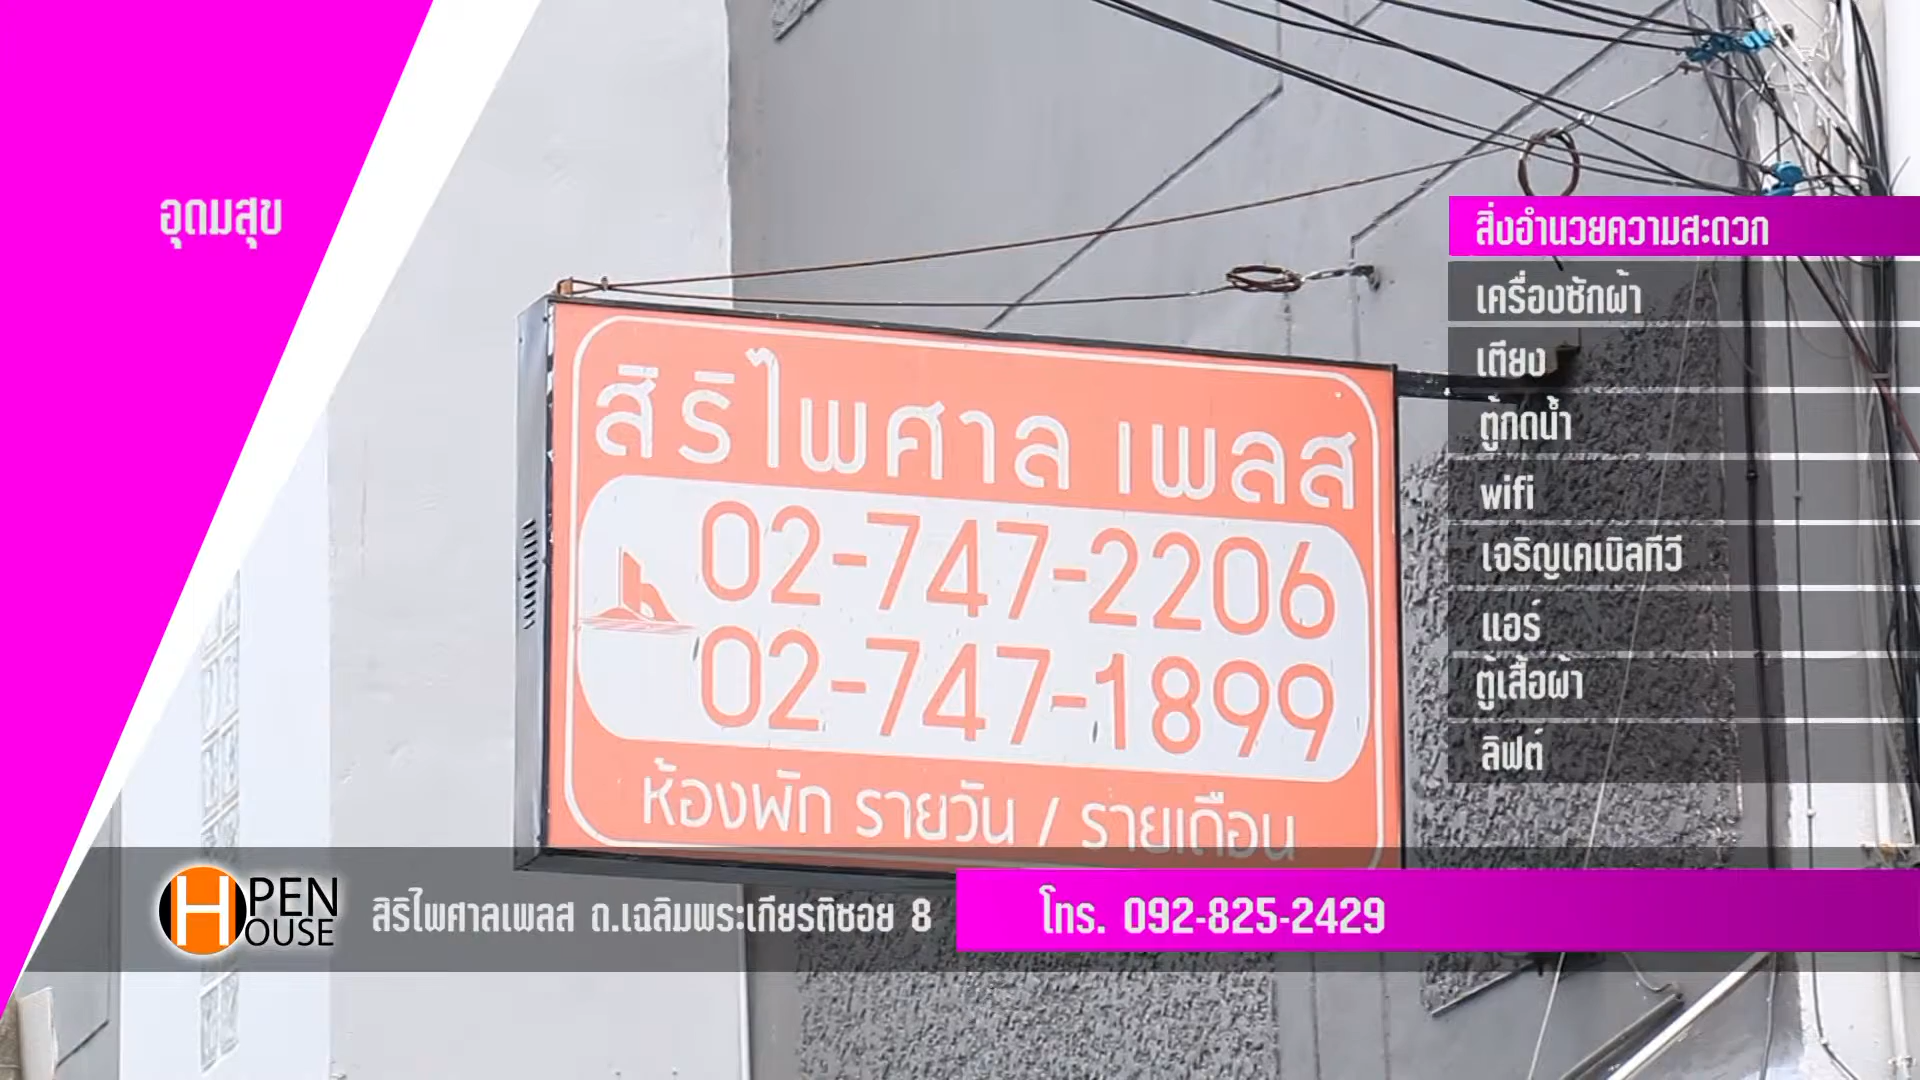 อุดมสุข
สิ่งอำนวยความสะดวก
เครื่องซักผ้า
เตียง
ตู้กดน้ำ
wifi
เจริญเคเบิลทีวี
แอร์
ตู้เสื้อผ้า
ลิฟต์
สิริไพศาล เพลส
02-747-2206
02-747-1899
ห้องพัก รายวัน / รายเดือน
HPEN
HOUSE
สิริไพศาลเพลส ถ.เฉลิมพระเกียรติซอย 8
โทร. 092-825-2429